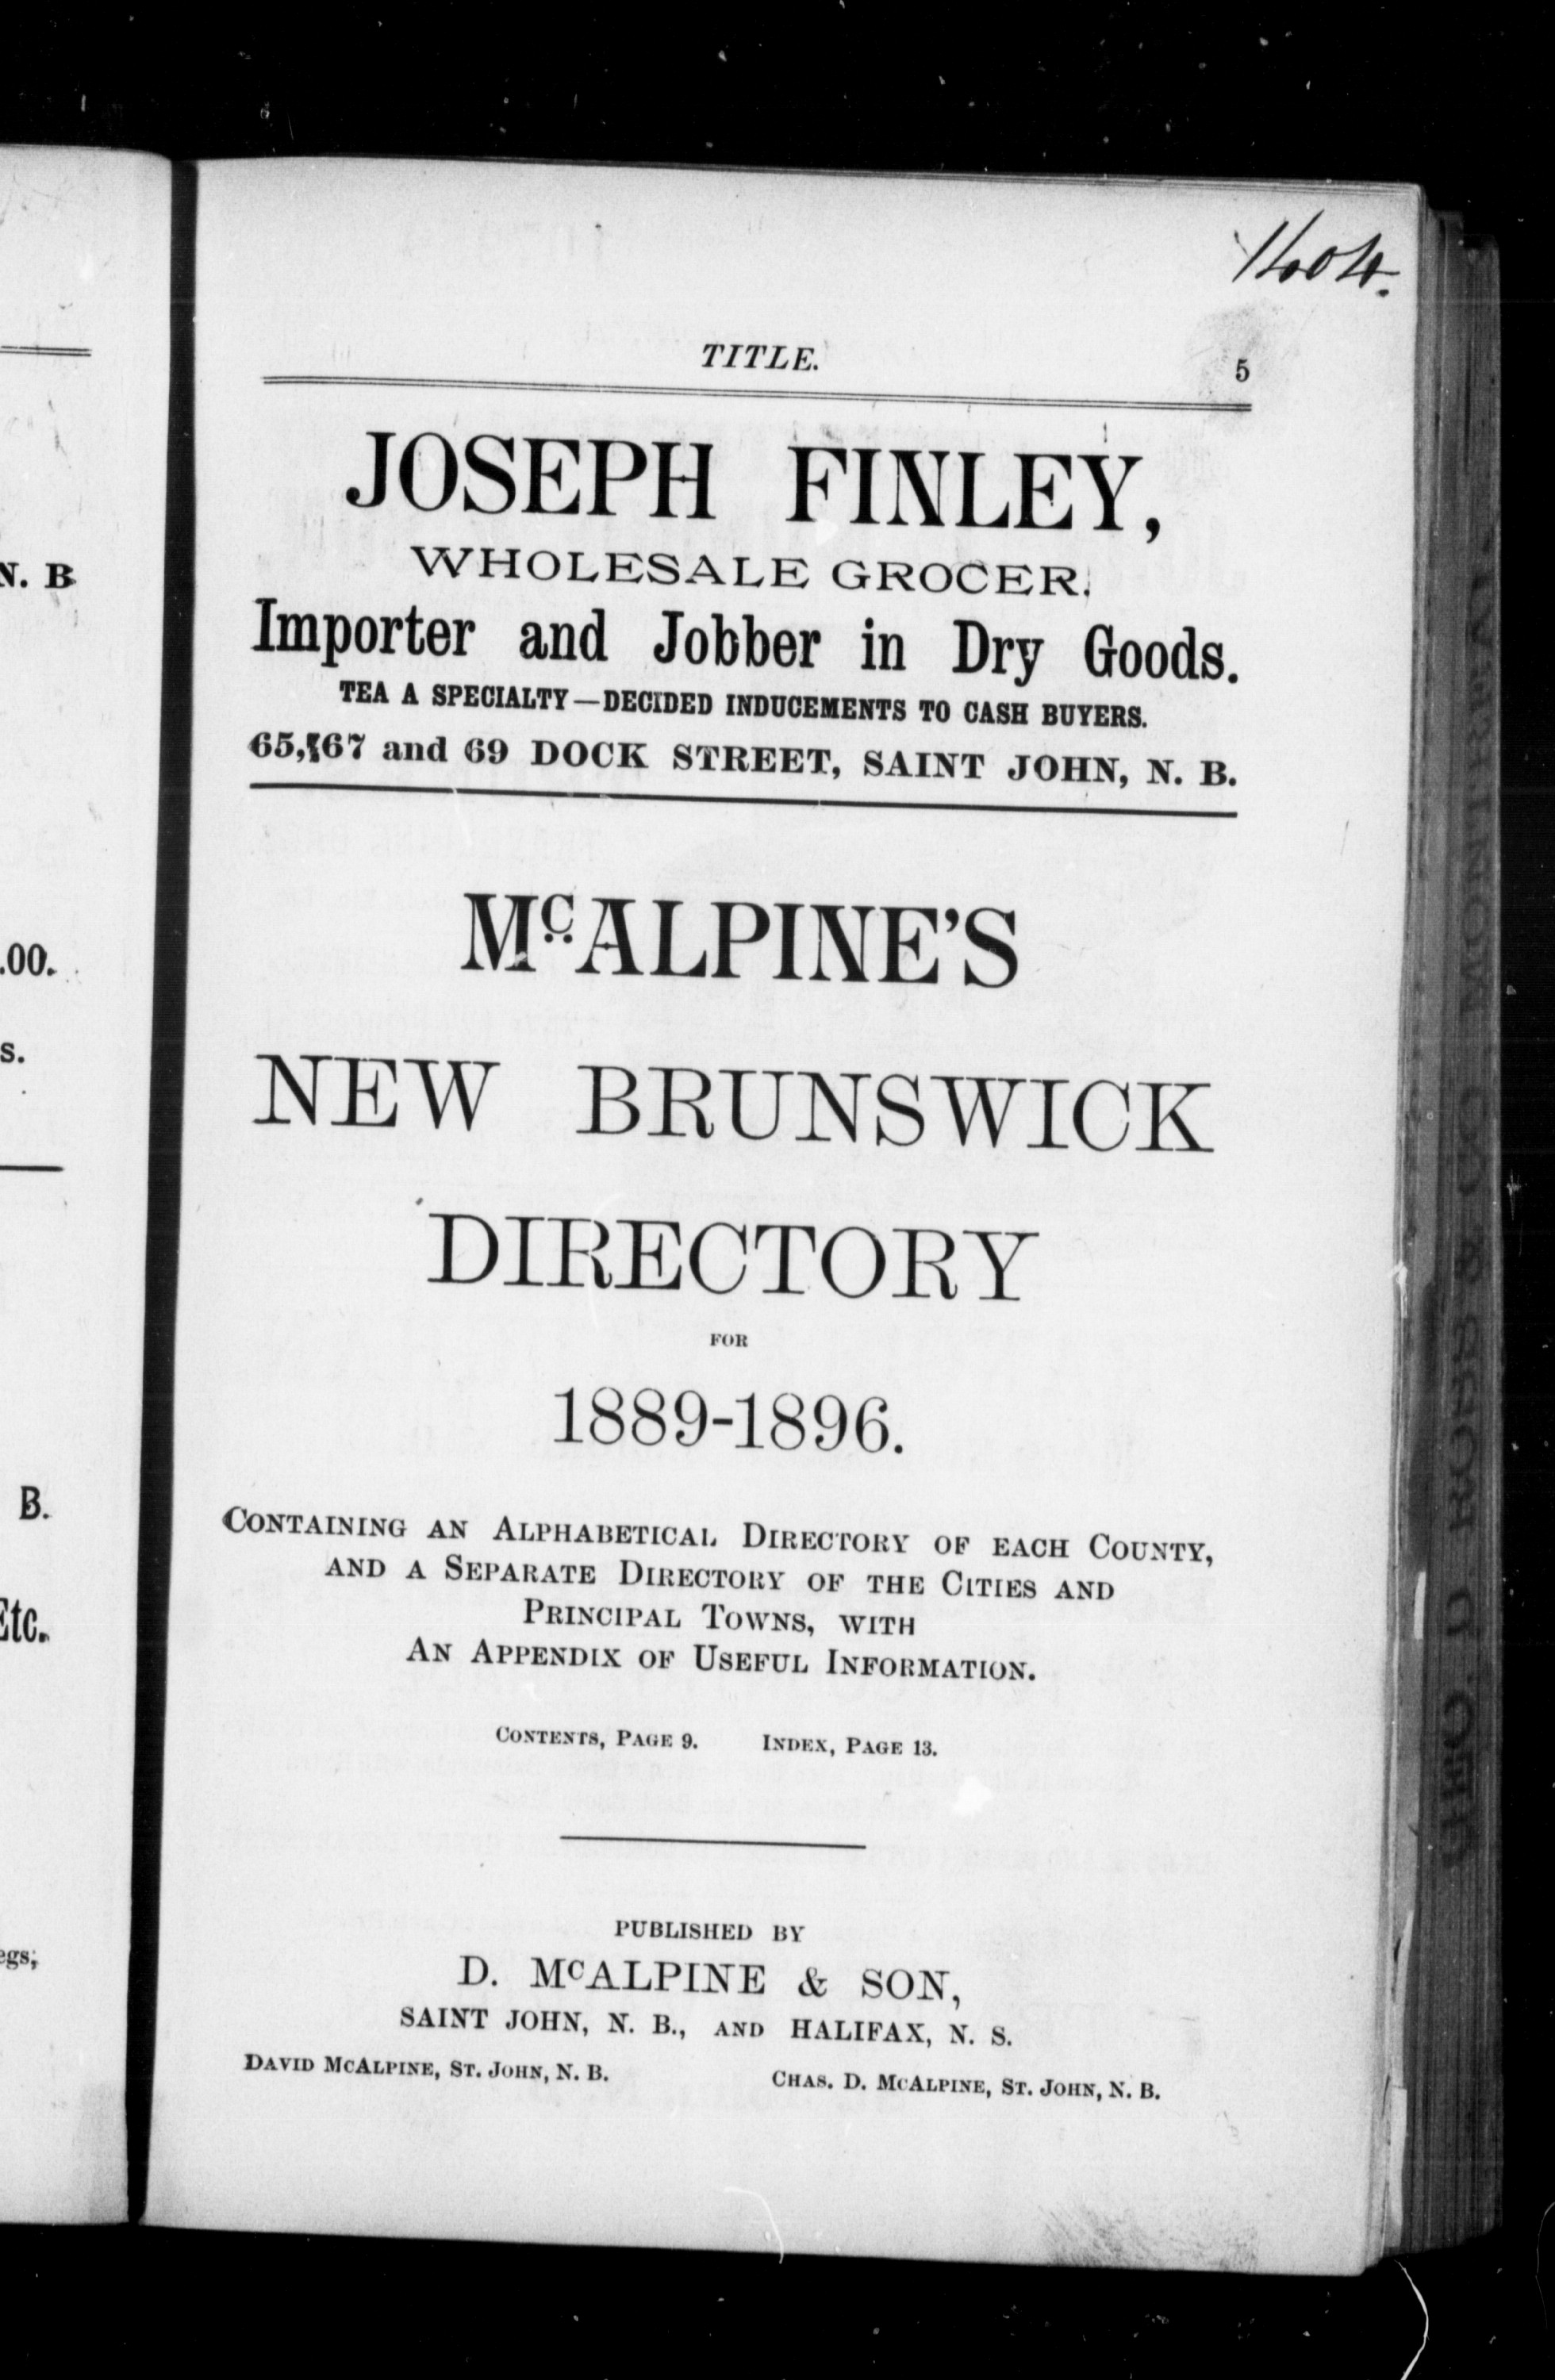 1604.
TITLE.
5
JOSEPH FINLEY,
WHOLESALE GROCER.
Importer and Jobber in Dry Goods.
TEA A SPECIALTY—DECIDED INDUCEMENTS TO CASH BUYERS.
65, 67 and 69 DOCK STREET, SAINT JOHN, N. B.
McALPINE'S
NEW BRUNSWICK
DIRECTORY
FOR
1889-1896.
CONTAINING AN ALPHABETICAL DIRECTORY OF EACH COUNTY,
AND A SEPARATE DIRECTORY OF THE CITIES AND
PRINCIPAL TOWNS, WITH
AN APPENDIX OF USEFUL INFORMATION.
CONTENTS, PAGE 9. INDEX, PAGE 13.
PUBLISHED BY
D. McALPINE & SON,
SAINT JOHN, N. B., AND HALIFAX, N. S.
DAVID McALPINE, ST. JOHN, N. B. CHAS. D. McALPINE, ST. JOHN, N. B.
N. B
.00.
s.
B.
Etc.
egs;